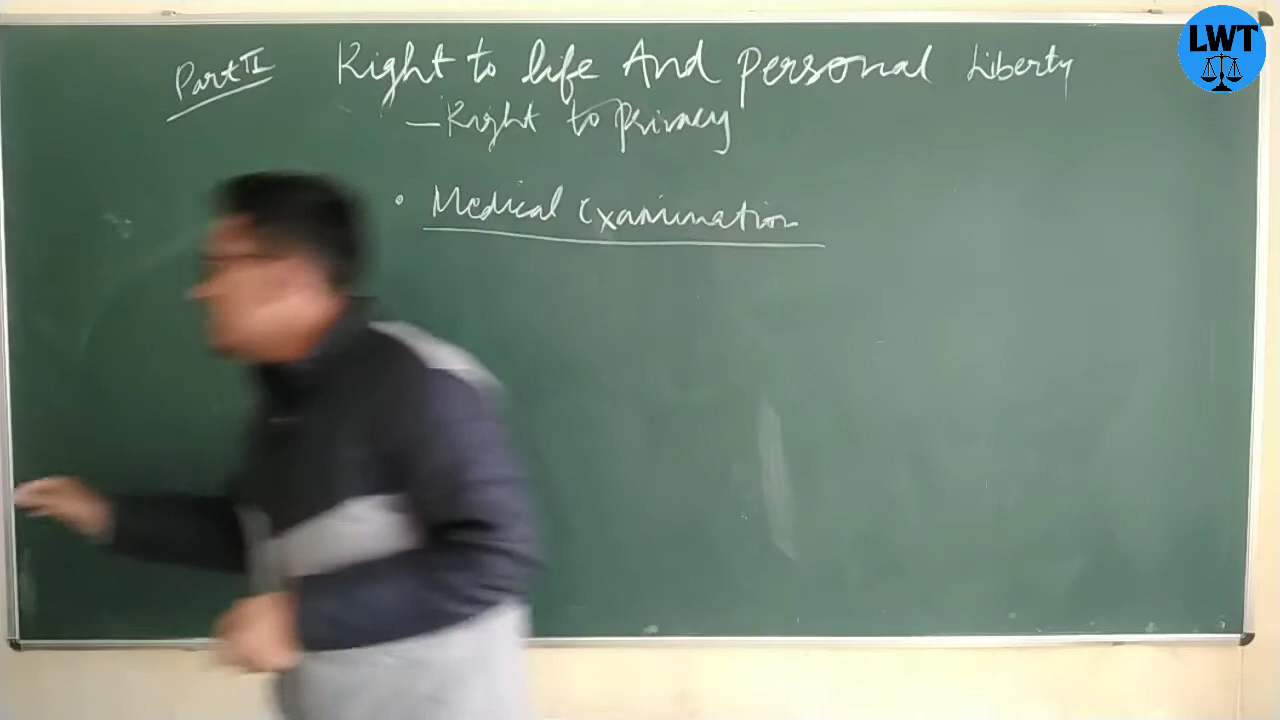 Part II Right to life And personal Liberty
– Right to privacy
• Medical Examination
LWT